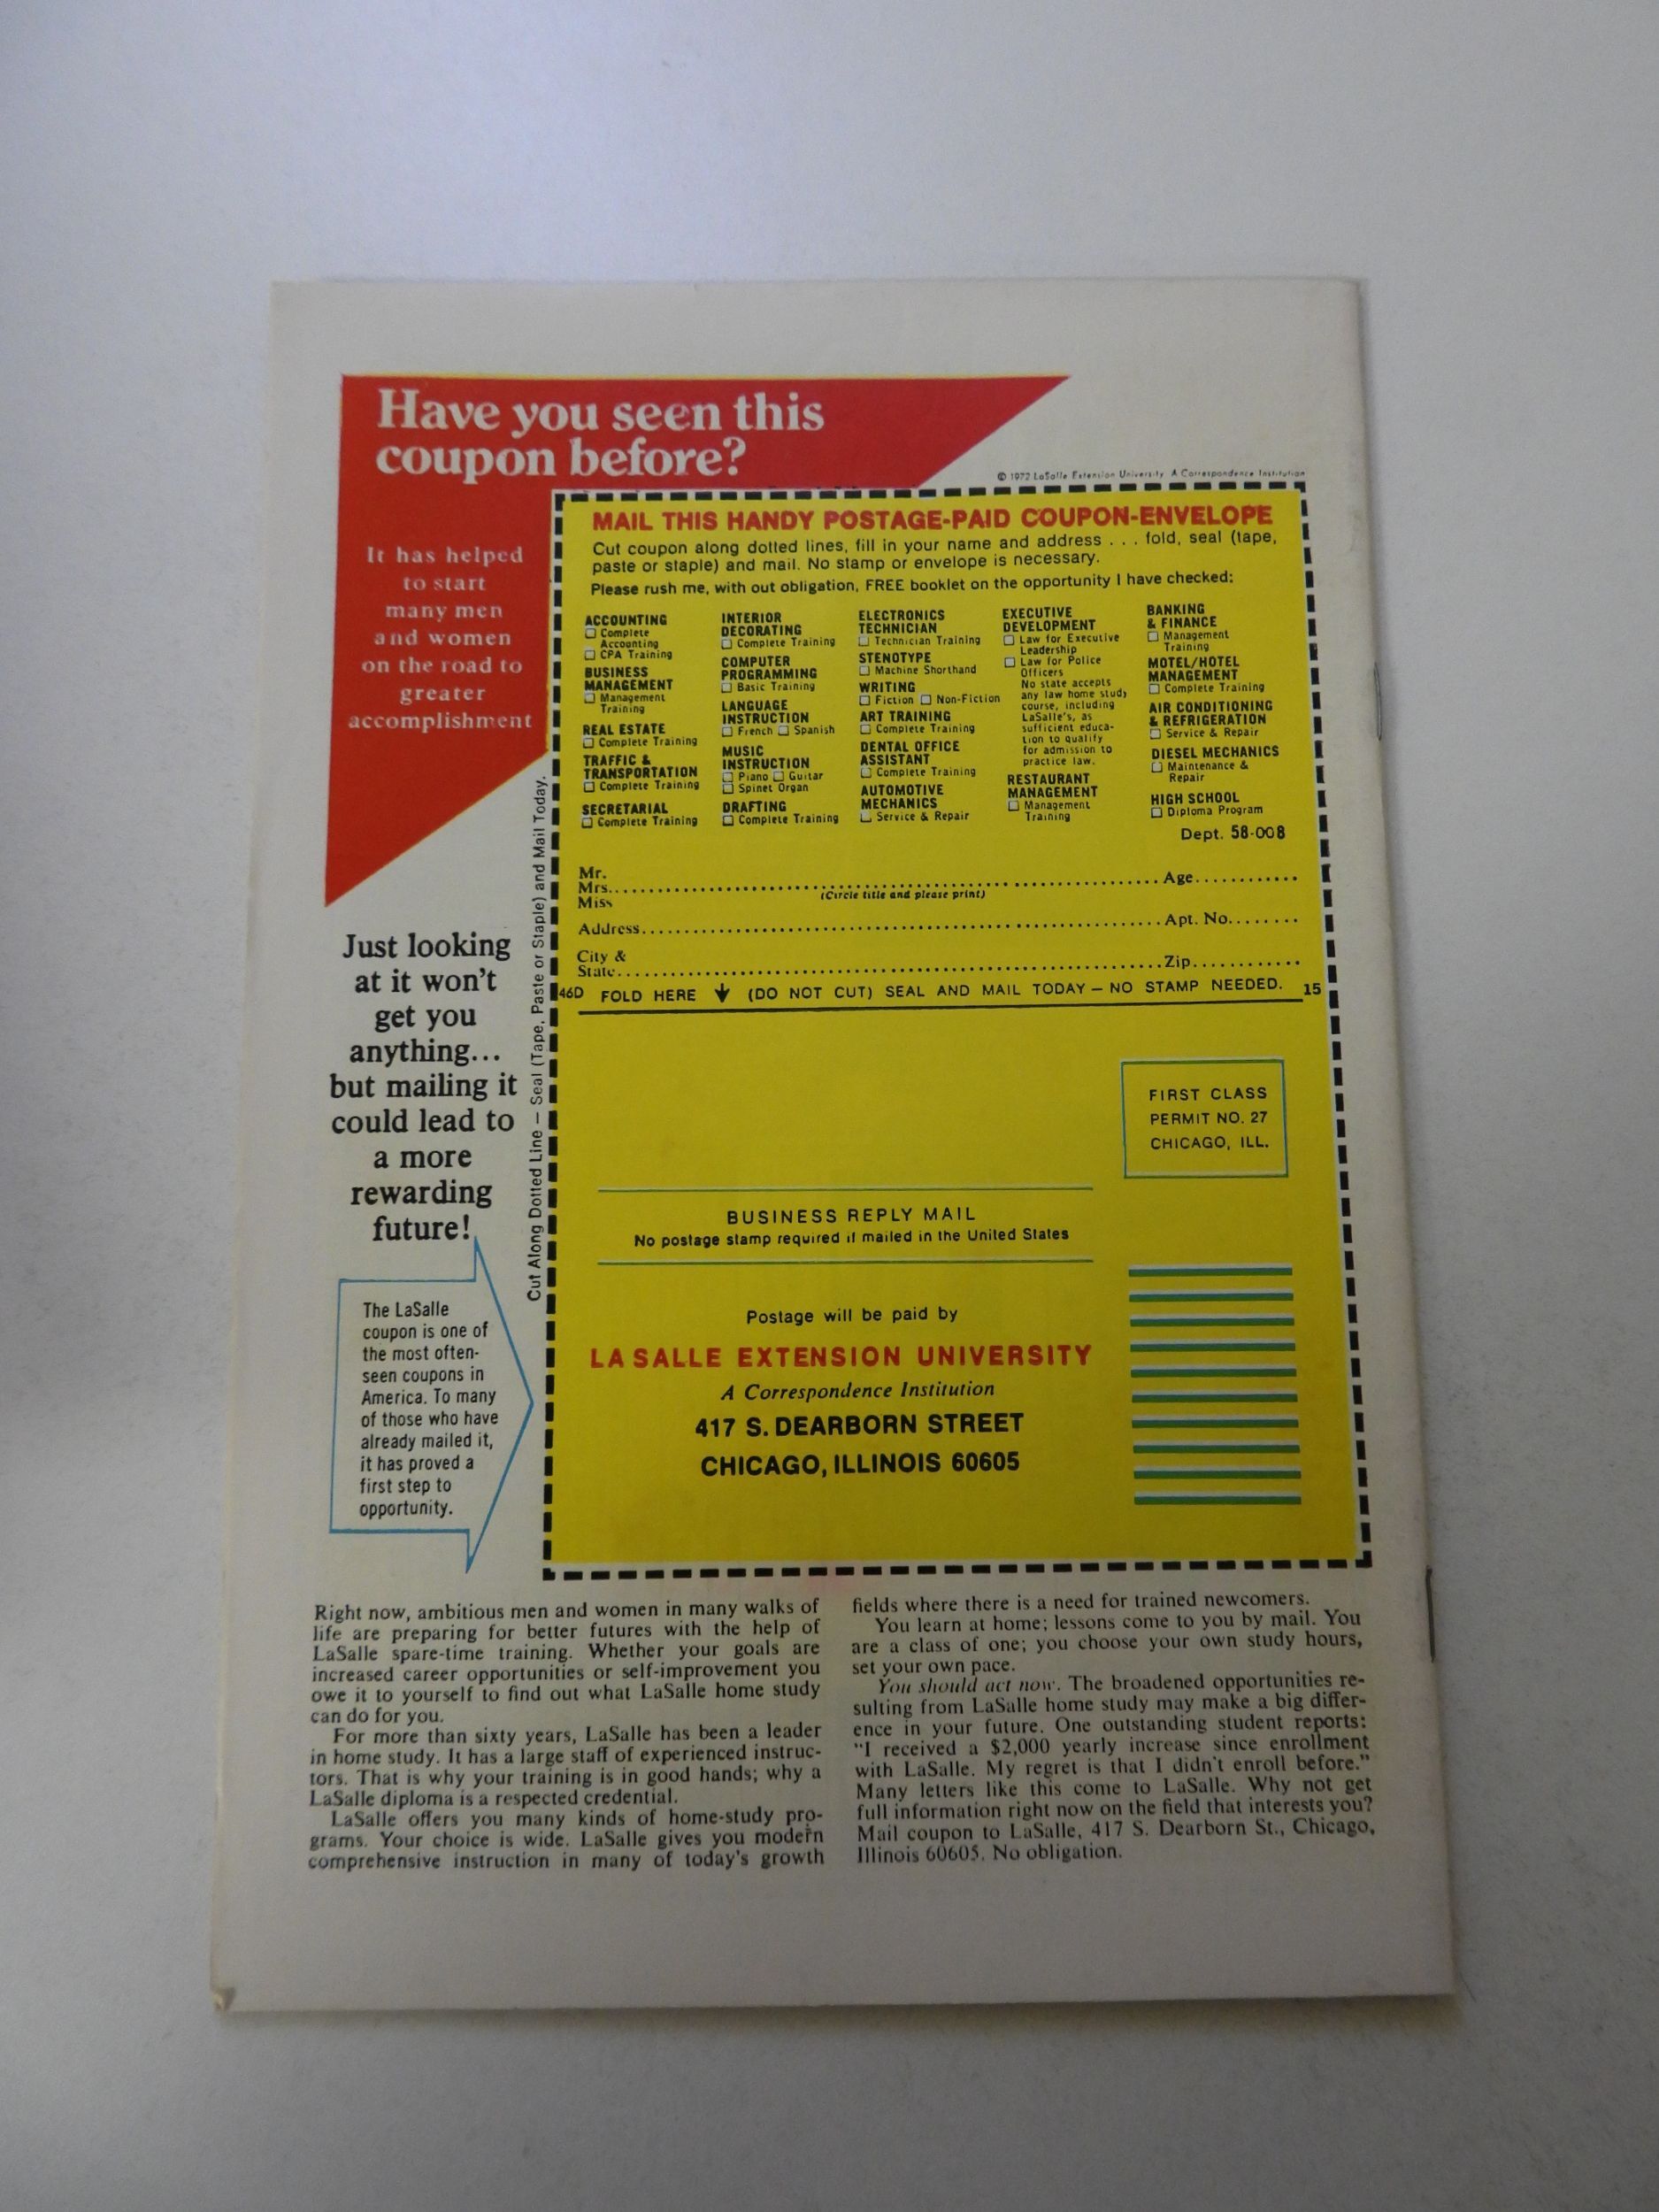 Have you seen this
coupon before?
It has helped
to start
many men
and women
on the road to
greater
accomplishment
© 1972 LaSalle Extension University A Correspondence Institution
MAIL THIS HANDY POSTAGE-PAID COUPON-ENVELOPE
Cut coupon along dotted lines, fill in your name and address . . . fold, seal (tape,
paste or staple) and mail. No stamp or envelope is necessary.
Please rush me, with out obligation, FREE booklet on the opportunity I have checked:
ACCOUNTING
☐ Complete
Accounting
☐ CPA Training
BUSINESS
MANAGEMENT
☐ Management
Training
REAL ESTATE
☐ Complete Training
TRAFFIC &
TRANSPORTATION
☐ Complete Training
SECRETARIAL
☐ Complete Training
INTERIOR
DECORATING
☐ Complete Training
COMPUTER
PROGRAMMING
☐ Basic Training
LANGUAGE
INSTRUCTION
☐ French ☐ Spanish
MUSIC
INSTRUCTION
☐ Piano ☐ Guitar
☐ Spinet Organ
DRAFTING
☐ Complete Training
ELECTRONICS
TECHNICIAN
☐ Technician Training
STENOTYPE
☐ Machine Shorthand
WRITING
☐ Fiction ☐ Non-Fiction
ART TRAINING
☐ Complete Training
DENTAL OFFICE
ASSISTANT
☐ Complete Training
AUTOMOTIVE
MECHANICS
☐ Service & Repair
EXECUTIVE
DEVELOPMENT
☐ Law for Executive
Leadership
☐ Law for Police
Officers
No state accepts
any law home study
course, including
LaSalle's, as
sufficient educa-
tion to qualify
for admission to
practice law.
RESTAURANT
MANAGEMENT
☐ Management
Training
BANKING
& FINANCE
☐ Management
Training
MOTEL/HOTEL
MANAGEMENT
☐ Complete Training
AIR CONDITIONING
& REFRIGERATION
☐ Service & Repair
DIESEL MECHANICS
☐ Maintenance &
Repair
HIGH SCHOOL
☐ Diploma Program
Dept. 58-008
Mr.
Mrs. Age
Miss (Circle title and please print)
Address Apt. No.
City &
State Zip
46D FOLD HERE ↓ (DO NOT CUT) SEAL AND MAIL TODAY — NO STAMP NEEDED. 15
Cut Along Dotted Line — Seal (Tape, Paste or Staple) and Mail Today.
FIRST CLASS
PERMIT NO. 27
CHICAGO, ILL.
BUSINESS REPLY MAIL
No postage stamp required if mailed in the United States
Postage will be paid by
LA SALLE EXTENSION UNIVERSITY
A Correspondence Institution
417 S. DEARBORN STREET
CHICAGO, ILLINOIS 60605
Just looking
at it won't
get you
anything...
but mailing it
could lead to
a more
rewarding
future!
The LaSalle
coupon is one of
the most often-
seen coupons in
America. To many
of those who have
already mailed it,
it has proved a
first step to
opportunity.
Right now, ambitious men and women in many walks of
life are preparing for better futures with the help of
LaSalle spare-time training. Whether your goals are
increased career opportunities or self-improvement you
owe it to yourself to find out what LaSalle home study
can do for you.
For more than sixty years, LaSalle has been a leader
in home study. It has a large staff of experienced instruc-
tors. That is why your training is in good hands; why a
LaSalle diploma is a respected credential.
LaSalle offers you many kinds of home-study pro-
grams. Your choice is wide. LaSalle gives you modern
comprehensive instruction in many of today's growth
fields where there is a need for trained newcomers.
You learn at home; lessons come to you by mail. You
are a class of one; you choose your own study hours,
set your own pace.
You should act now. The broadened opportunities re-
sulting from LaSalle home study may make a big differ-
ence in your future. One outstanding student reports:
"I received a $2,000 yearly increase since enrollment
with LaSalle. My regret is that I didn't enroll before."
Many letters like this come to LaSalle. Why not get
full information right now on the field that interests you?
Mail coupon to LaSalle, 417 S. Dearborn St., Chicago,
Illinois 60605. No obligation.